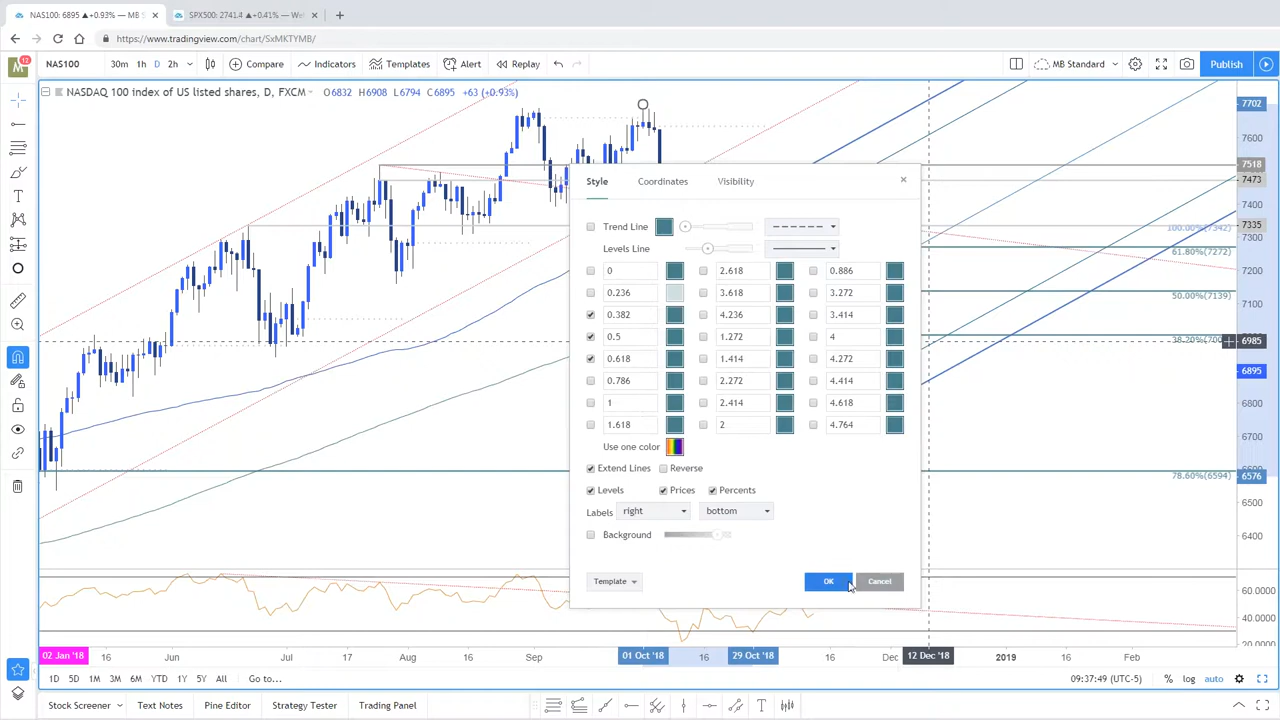 NAS100: 6895 ▲+0.93% — MB S
SPX500: 2741.4 ▲+0.41% —
https://www.tradingview.com/chart/SxMKTYMB/
12
M
NAS100 30m 1h D 2h Compare Indicators Templates Alert Replay MB Standard Publish
NASDAQ 100 index of US listed shares, D, FXCM O6832 H6908 L6794 C6895 +63 (+0.93%)
7702
7600
7518
7473
7400
7335
100.00%(7342)
7300
61.80%(7272)
7200
50.00%(7139)
7100
38.20%
6985
6895
6800
6700
78.60%(6594)
6576
6400
60.0000
40.0000
20.0000
Style Coordinates Visibility
Trend Line
Levels Line
0 2.618 0.886
0.236 3.618 3.272
0.382 4.236 3.414
0.5 1.272 4
0.618 1.414 4.272
0.786 2.272 4.414
1 2.414 4.618
1.618 2 4.764
Use one color
Extend Lines Reverse
Levels Prices Percents
Labels right bottom
Background
Template OK Cancel
02 Jan '18 16 Jun Jul 17 Aug 16 Sep 01 Oct '18 16 29 Oct '18 16 Dec 12 Dec '18 2019 16 Feb
1D 5D 1M 3M 6M YTD 1Y 5Y All Go to... 09:37:49 (UTC-5) % log auto
Stock Screener Text Notes Pine Editor Strategy Tester Trading Panel